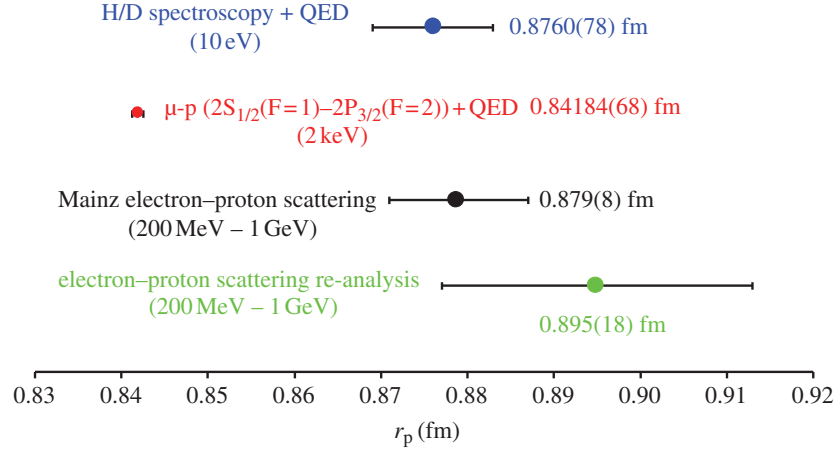 H/D spectroscopy + QED
(10 eV)
0.8760(78) fm
μ-p (2S1/2(F=1)–2P3/2(F=2)) + QED 0.84184(68) fm
(2 keV)
Mainz electron–proton scattering
(200 MeV – 1 GeV)
0.879(8) fm
electron–proton scattering re-analysis
(200 MeV – 1 GeV)
0.895(18) fm
0.83 0.84 0.85 0.86 0.87 0.88 0.89 0.90 0.91 0.92
rp (fm)